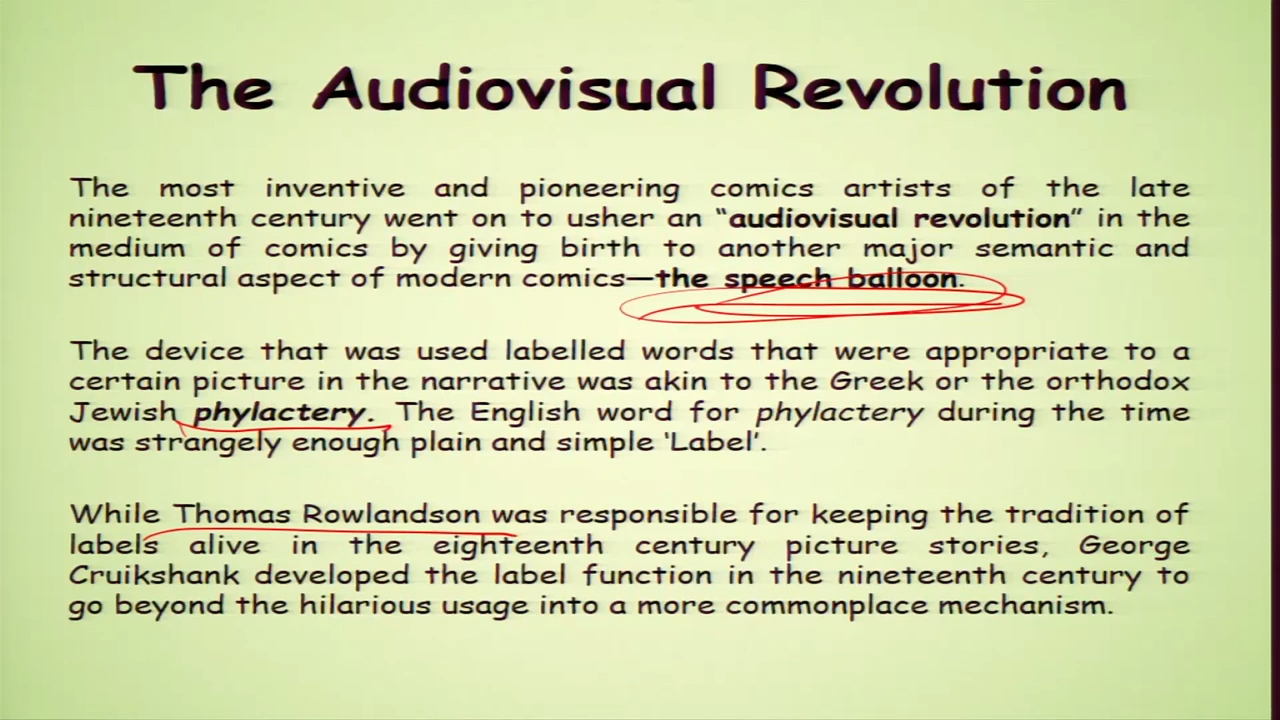 The Audiovisual Revolution
The most inventive and pioneering comics artists of the late
nineteenth century went on to usher an “audiovisual revolution” in the
medium of comics by giving birth to another major semantic and
structural aspect of modern comics—the speech balloon.
The device that was used labelled words that were appropriate to a
certain picture in the narrative was akin to the Greek or the orthodox
Jewish phylactery. The English word for phylactery during the time
was strangely enough plain and simple ‘Label’.
While Thomas Rowlandson was responsible for keeping the tradition of
labels alive in the eighteenth century picture stories, George
Cruikshank developed the label function in the nineteenth century to
go beyond the hilarious usage into a more commonplace mechanism.